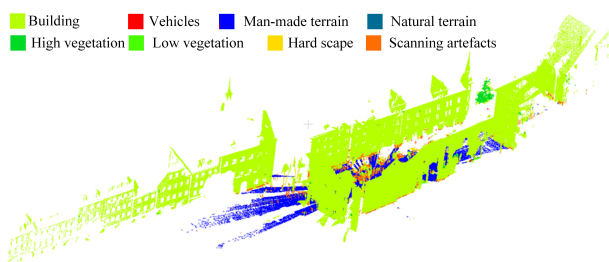 Building Vehicles Man-made terrain Natural terrain
High vegetation Low vegetation Hard scape Scanning artefacts